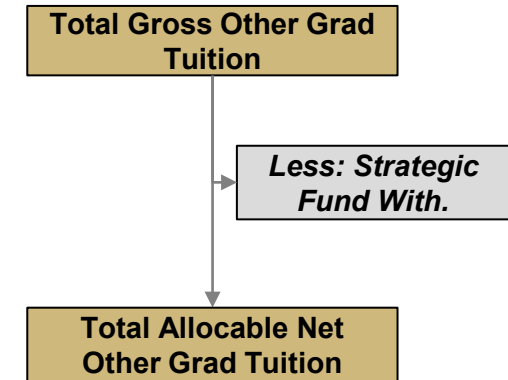 Total Gross Other Grad
Tuition
Less: Strategic
Fund With.
Total Allocable Net
Other Grad Tuition